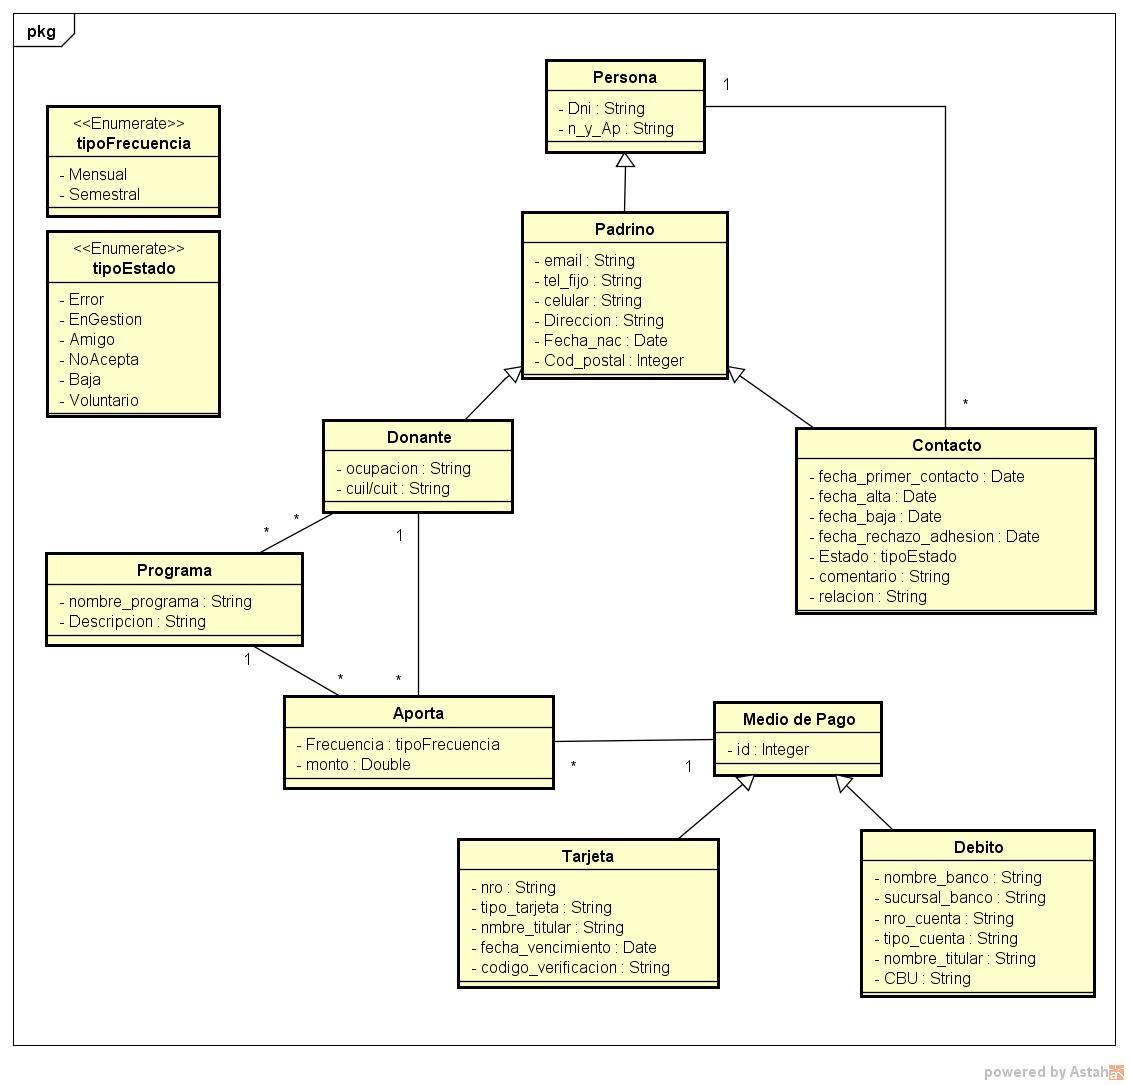 pkg
<<Enumerate>>
tipoFrecuencia
- Mensual
- Semestral
<<Enumerate>>
tipoEstado
- Error
- EnGestion
- Amigo
- NoAcepta
- Baja
- Voluntario
Persona
- Dni : String
- n_y_Ap : String
1
*
Padrino
- email : String
- tel_fijo : String
- celular : String
- Direccion : String
- Fecha_nac : Date
- Cod_postal : Integer
Donante
- ocupacion : String
- cuil/cuit : String
Contacto
- fecha_primer_contacto : Date
- fecha_alta : Date
- fecha_baja : Date
- fecha_rechazo_adhesion : Date
- Estado : tipoEstado
- comentario : String
- relacion : String
*
*
1
Programa
- nombre_programa : String
- Descripcion : String
1
*
*
Aporta
- Frecuencia : tipoFrecuencia
- monto : Double
*
1
Medio de Pago
- id : Integer
Tarjeta
- nro : String
- tipo_tarjeta : String
- nmbre_titular : String
- fecha_vencimiento : Date
- codigo_verificacion : String
Debito
- nombre_banco : String
- sucursal_banco : String
- nro_cuenta : String
- tipo_cuenta : String
- nombre_titular : String
- CBU : String
powered by Astah